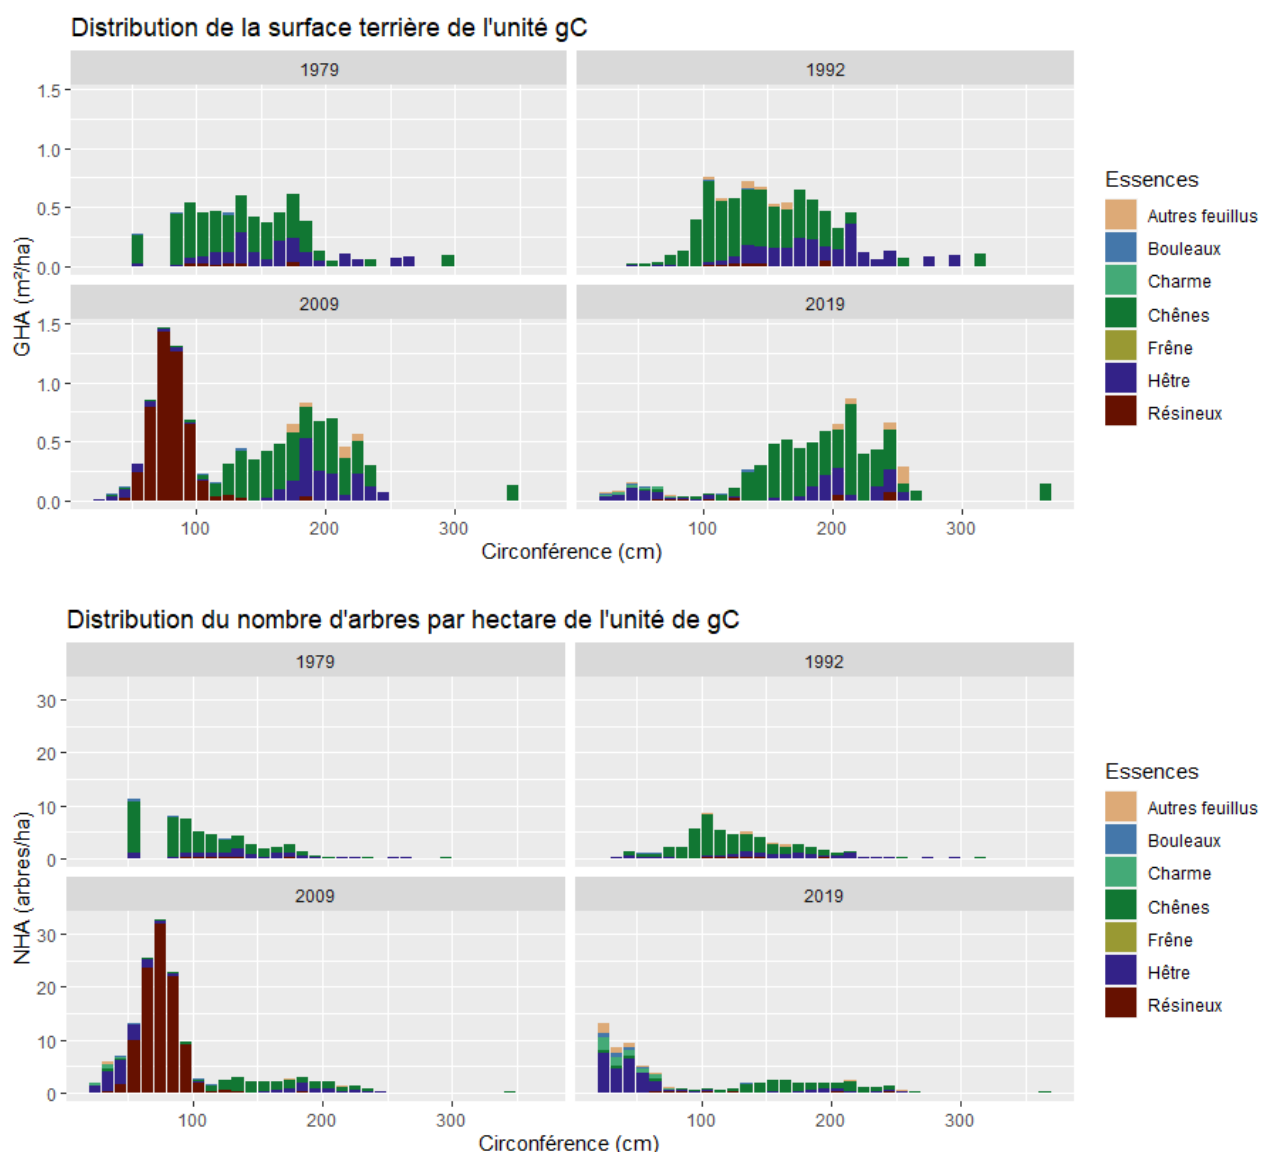 Distribution de la surface terrière de l'unité gC
1979
1992
1.5
1.0
0.5
0.0
2009
2019
1.5
1.0
0.5
0.0
100
200
300
100
200
300
GHA (m²/ha)
Circonférence (cm)
Essences
Autres feuillus
Bouleaux
Charme
Chênes
Frêne
Hêtre
Résineux
Distribution du nombre d'arbres par hectare de l'unité de gC
1979
1992
30
20
10
0
2009
2019
30
20
10
0
100
200
300
100
200
300
NHA (arbres/ha)
Circonférence (cm)
Essences
Autres feuillus
Bouleaux
Charme
Chênes
Frêne
Hêtre
Résineux